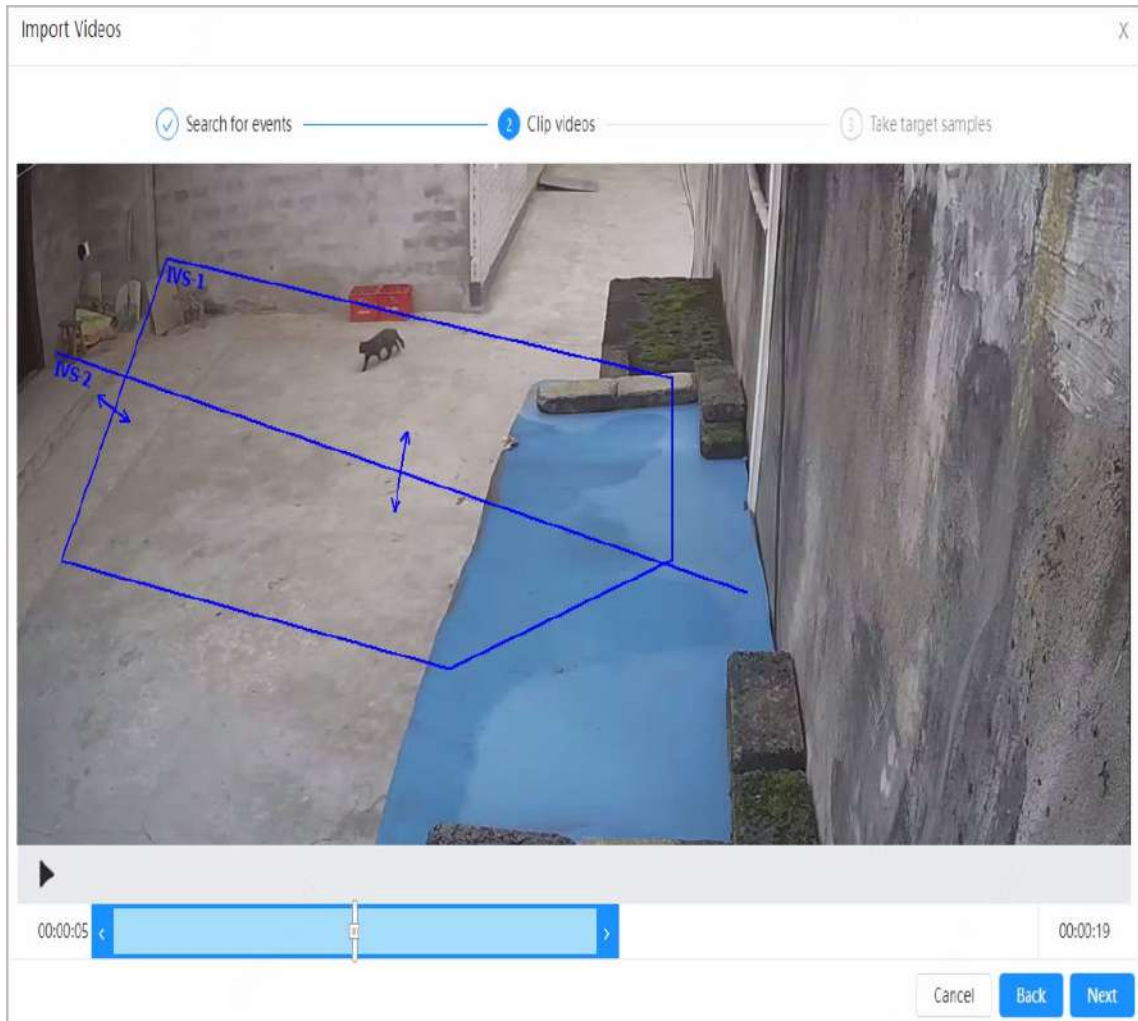 Import Videos X
Search for events 2 Clip videos 3 Take target samples
IVS-1
IVS-2
00:00:05 00:00:19
Cancel Back Next